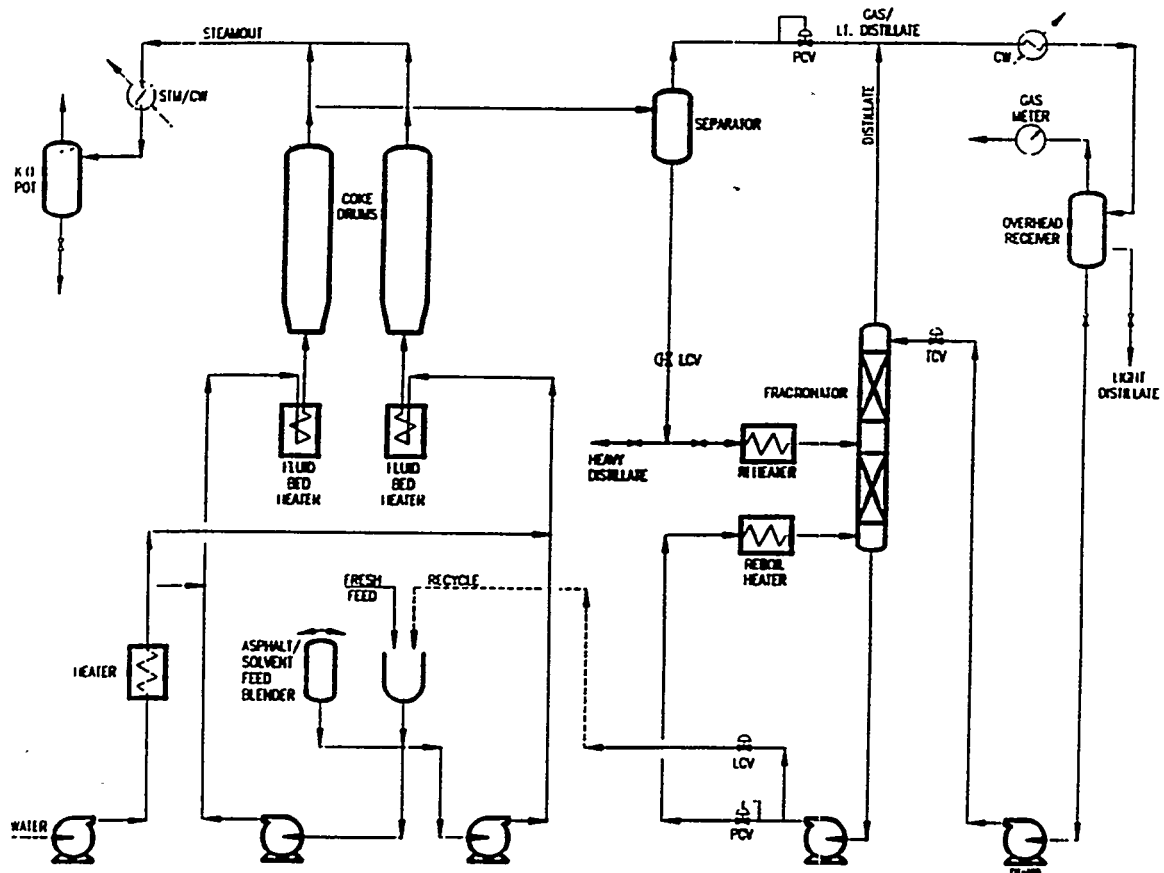 STEAMOUT
GAS/
LT. DISTILLATE
PCV
CW
STM/CW
SEPARATOR
DISTILLATE
GAS
METER
POT
COKE
DRUMS
OVERHEAD
RECEIVER
LCV
TCV
LIGHT
DISTILLATE
FRACRONATOR
HEAVY
DISTILLATE
REHEATER
FLUID
BED
HEATER
FLUID
BED
HEATER
REBOIL
HEATER
FRESH
FEED
RECYCLE
ASPHALT/
SOLVENT
FEED
BLENDER
HEATER
LCV
PCV
WATER